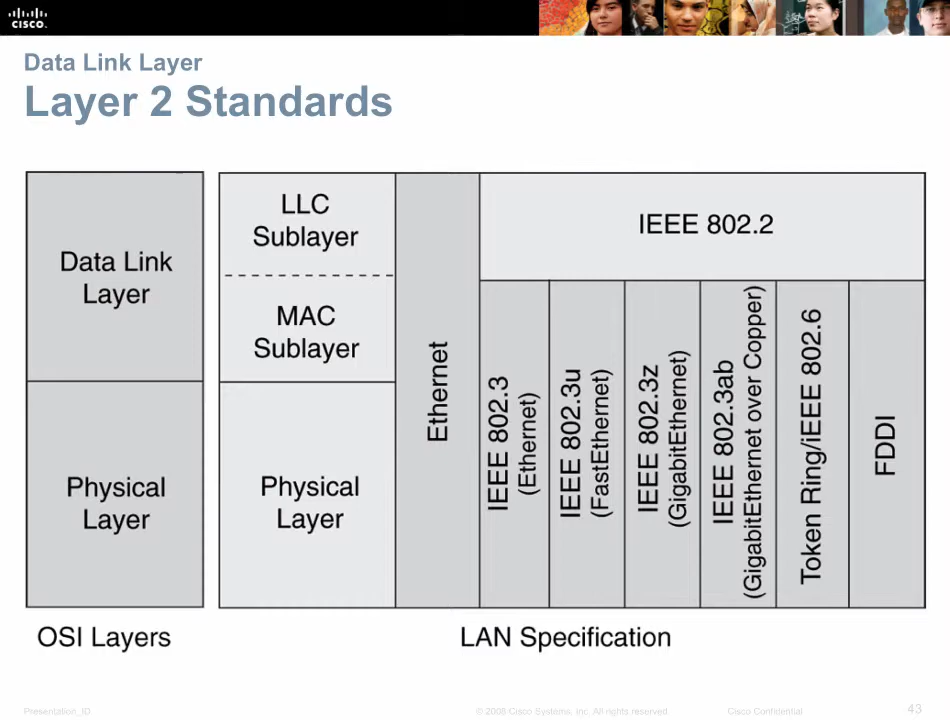 CISCO
Data Link Layer
Layer 2 Standards
Data Link
Layer
Physical
Layer
OSI Layers
LLC
Sublayer
MAC
Sublayer
Physical
Layer
Ethernet
IEEE 802.2
IEEE 802.3
(Ethernet)
IEEE 802.3u
(FastEthernet)
IEEE 802.3z
(GigabitEthernet)
IEEE 802.3ab
(GigabitEthernet over Copper)
Token Ring/iEEE 802.6
FDDI
LAN Specification
Presentation_ID
© 2008 Cisco Systems, Inc. All rights reserved.
Cisco Confidential
43